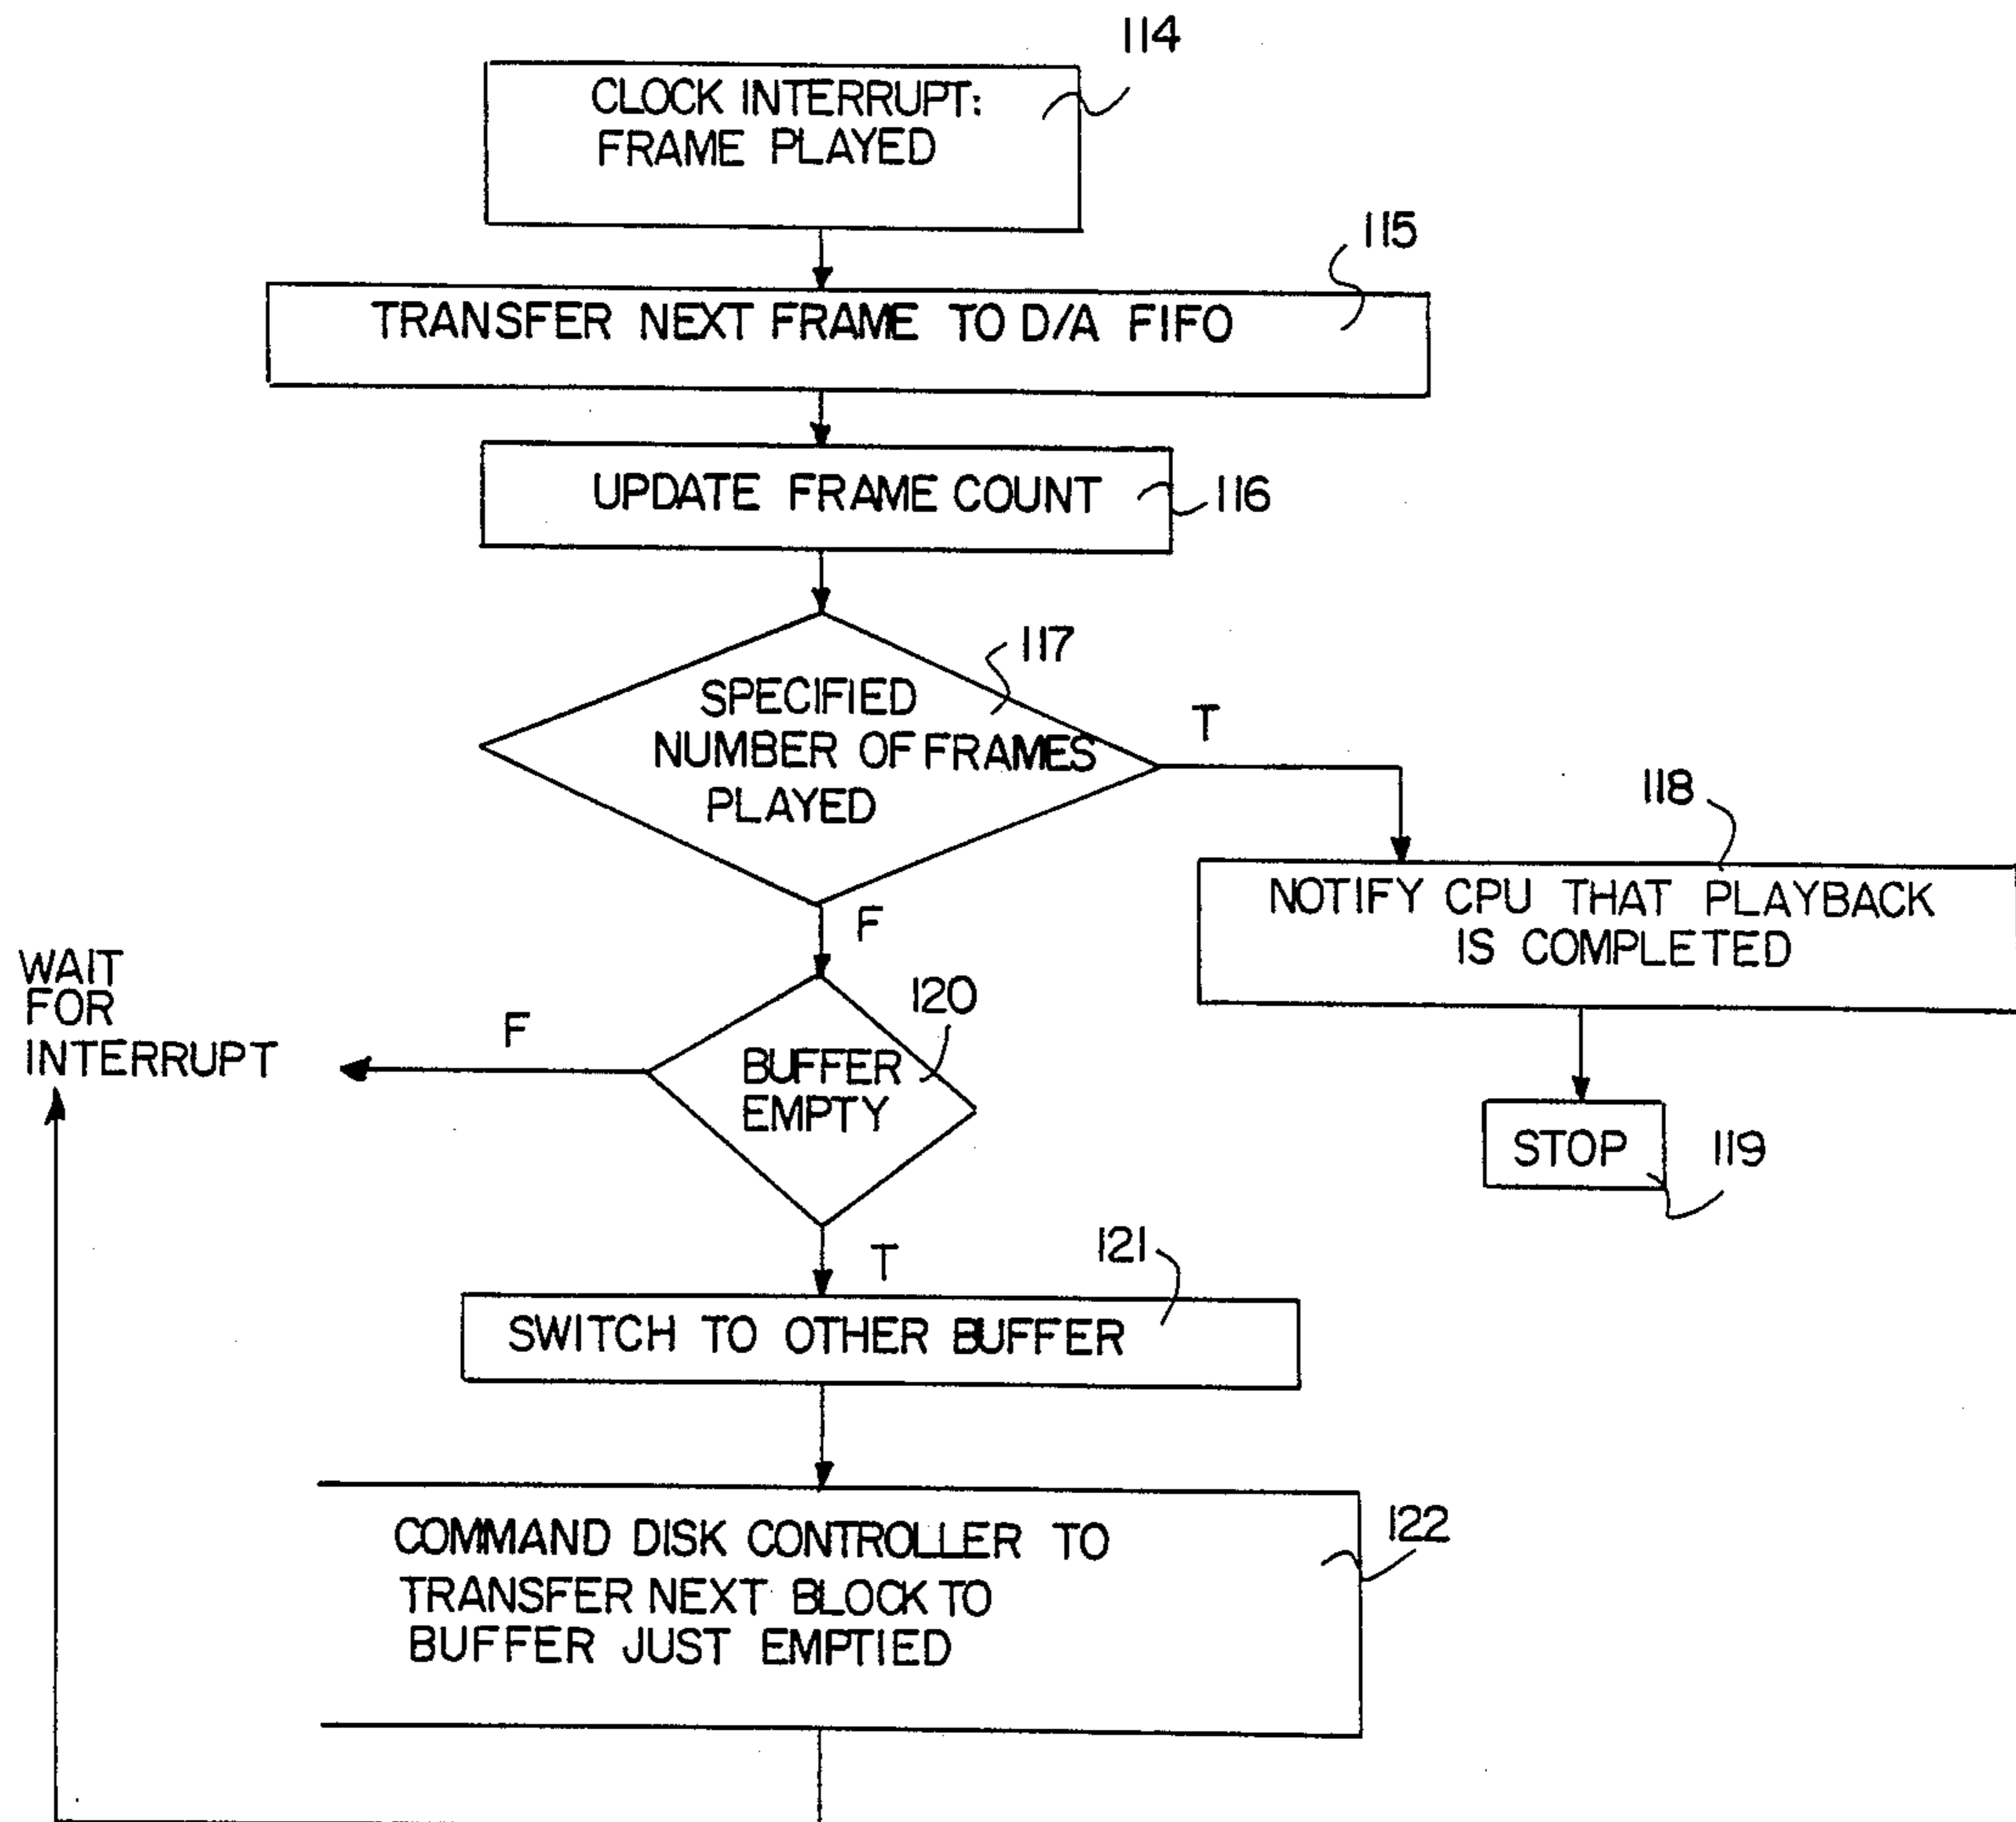 114
CLOCK INTERRUPT:
FRAME PLAYED
115
TRANSFER NEXT FRAME TO D/A FIFO
UPDATE FRAME COUNT
116
117
SPECIFIED
NUMBER OF FRAMES
PLAYED
T
118
NOTIFY CPU THAT PLAYBACK
IS COMPLETED
F
WAIT
FOR
INTERRUPT
F
120
BUFFER
EMPTY
STOP
119
T
121
SWITCH TO OTHER BUFFER
122
COMMAND DISK CONTROLLER TO
TRANSFER NEXT BLOCK TO
BUFFER JUST EMPTIED